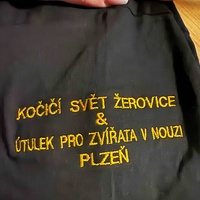 KOČIČÍ SVĚT ŽEROVICE
&
ÚTULEK PRO ZVÍŘATA V NOUZI
PLZEŇ